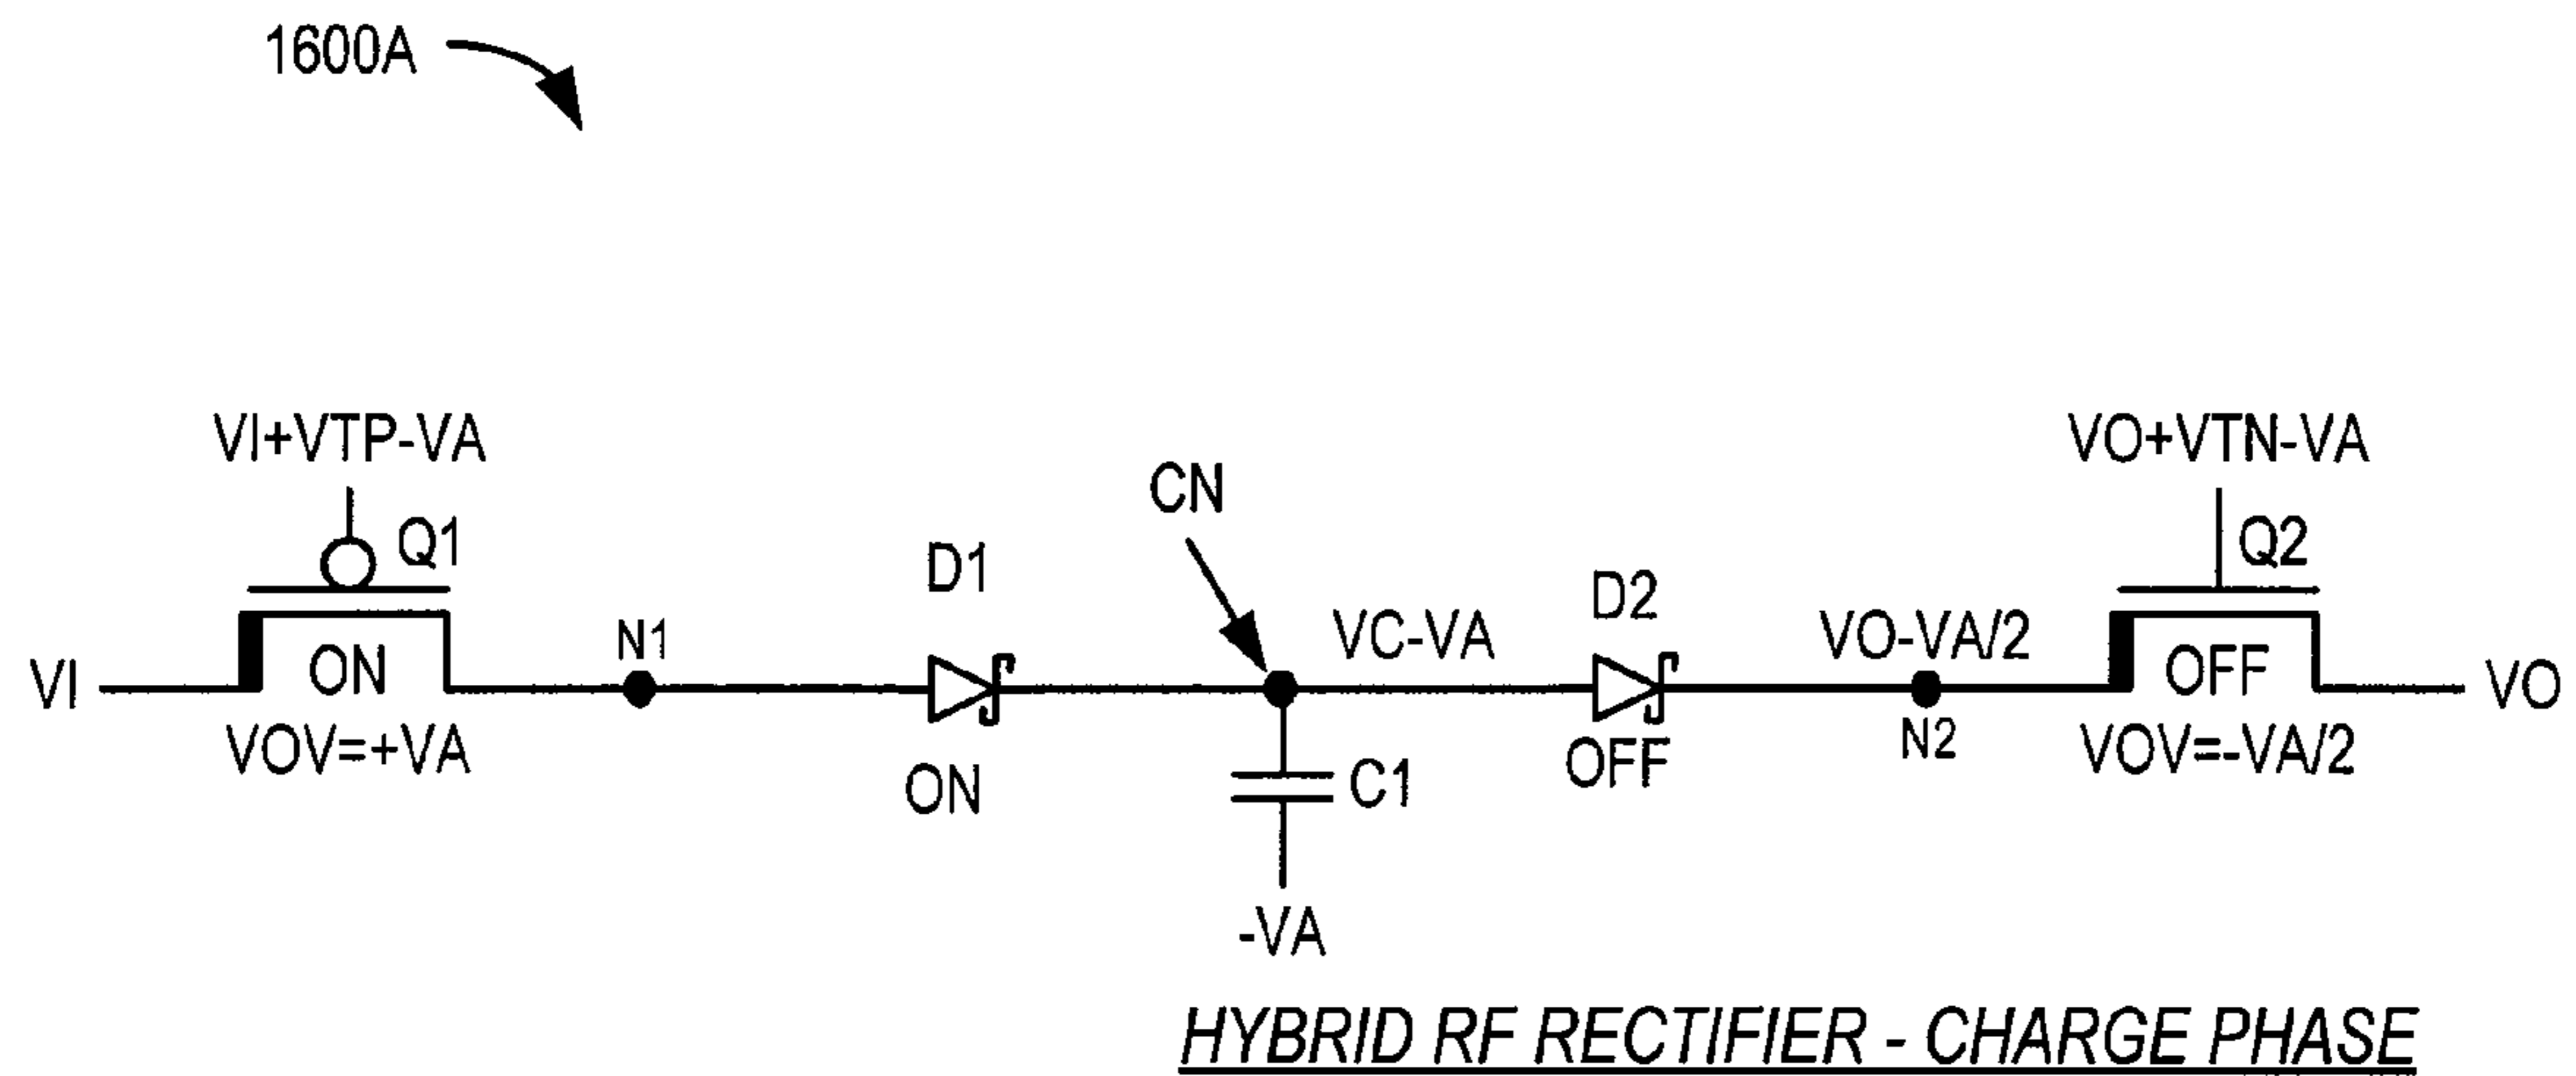 1600A
VI+VTP-VA
VO+VTN-VA
CN
Q1
Q2
D1
D2
N1
VC-VA
VO-VA/2
VI
ON
OFF
VO
VOV=+VA
ON
OFF
N2
VOV=-VA/2
C1
-VA
HYBRID RF RECTIFIER - CHARGE PHASE